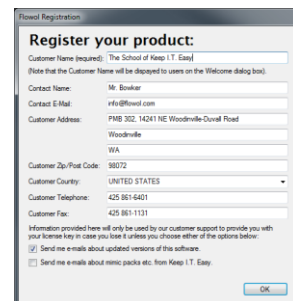 Flowol Registration
Register your product:
Customer Name (required): The School of Keep I.T. Easy
(Note that the Customer Name will be dispayed to users on the Welcome dialog box).
Contact Name: Mr. Bowker
Contact E-Mail: info@flowol.com
Customer Address: PMB 302, 14241 NE Woodinville-Duvall Road
Woodinville
WA
Customer Zip/Post Code: 98072
Customer Country: UNITED STATES
Customer Telephone: 425 861-6401
Customer Fax: 425 861-1131
Information provided here will only be used by our customer support to provide you with
your license key in case you lose it unless you choose either of the options below:
Send me e-mails about updated versions of this software.
Send me e-mails about mimic packs etc. from Keep I.T. Easy.
OK